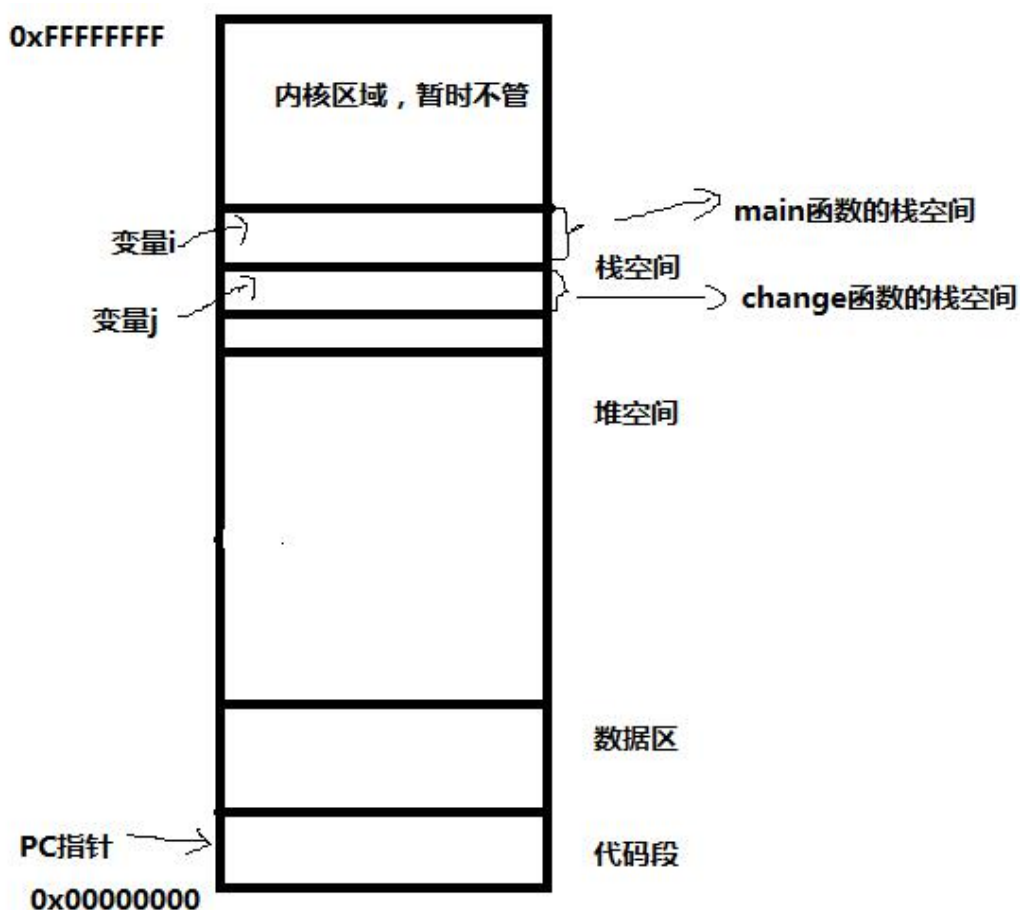 0xFFFFFFFF
内核区域，暂时不管
main函数的栈空间
变量i
栈空间
change函数的栈空间
变量j
堆空间
数据区
PC指针
代码段
0x00000000